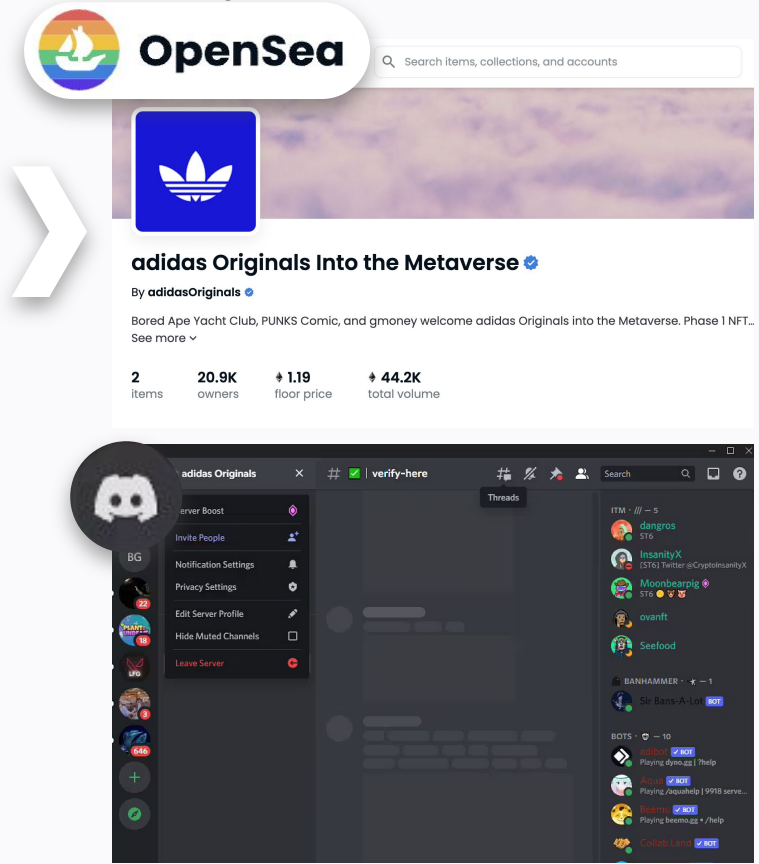 OpenSea
Search items, collections, and accounts
adidas Originals Into the Metaverse
By adidasOriginals
Bored Ape Yacht Club, PUNKS Comic, and gmoney welcome adidas Originals into the Metaverse. Phase 1 NFT...
See more
2 20.9K 1.19 44.2K
items owners floor price total volume
adidas Originals
# | verify-here
Search
Threads
Server Boost
Invite People
Notification Settings
Privacy Settings
Edit Server Profile
Hide Muted Channels
Leave Server
BG
22
PLANT
18
LFG
3
646
ITM · /// — 5
dangros
ST6
InsanityX
[ST6] Twitter @CryptoInsanityX
Moonbearpig
ST6
ovanft
Seefood
BANHAMMER · — 1
Sir Bans-A-Lot BOT
BOTS · — 10
edibot BOT
Playing dyno.gg | ?help
Aqua BOT
Playing /aquahelp | 9918 serve...
Beemo BOT
Playing beemo.gg • /help
Collab.Land BOT